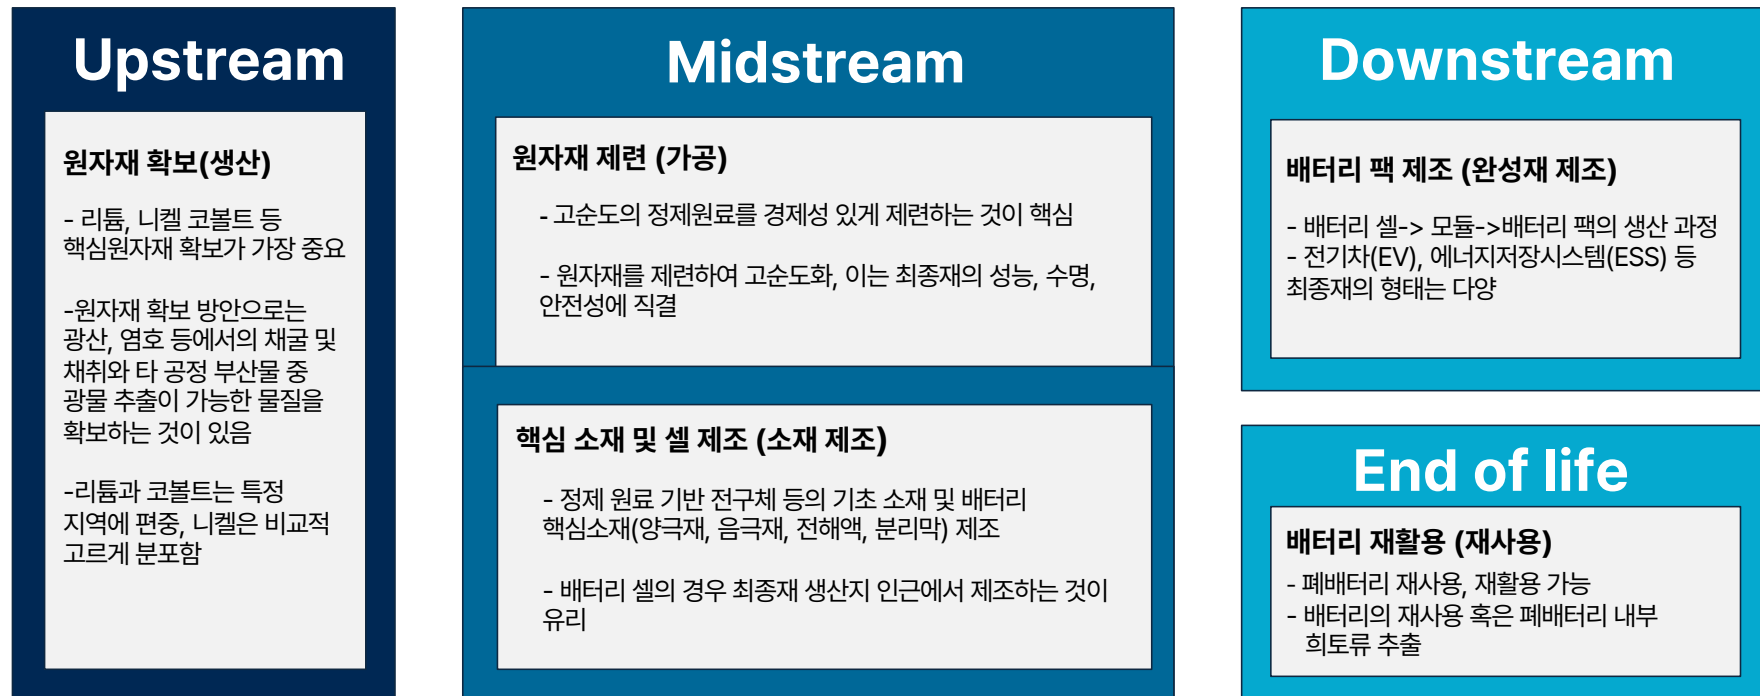 Upstream
원자재 확보(생산)
- 리튬, 니켈 코볼트 등
핵심원자재 확보가 가장 중요
-원자재 확보 방안으로는
광산, 염호 등에서의 채굴 및
채취와 타 공정 부산물 중
광물 추출이 가능한 물질을
확보하는 것이 있음
-리튬과 코볼트는 특정
지역에 편중, 니켈은 비교적
고르게 분포함
Midstream
원자재 제련 (가공)
- 고순도의 정제원료를 경제성 있게 제련하는 것이 핵심
- 원자재를 제련하여 고순도화, 이는 최종재의 성능, 수명,
안전성에 직결
핵심 소재 및 셀 제조 (소재 제조)
- 정제 원료 기반 전구체 등의 기초 소재 및 배터리
핵심소재(양극재, 음극재, 전해액, 분리막) 제조
- 배터리 셀의 경우 최종재 생산지 인근에서 제조하는 것이
유리
Downstream
배터리 팩 제조 (완성재 제조)
- 배터리 셀-> 모듈->배터리 팩의 생산 과정
- 전기차(EV), 에너지저장시스템(ESS) 등
최종재의 형태는 다양
End of life
배터리 재활용 (재사용)
- 폐배터리 재사용, 재활용 가능
- 배터리의 재사용 혹은 폐배터리 내부
희토류 추출